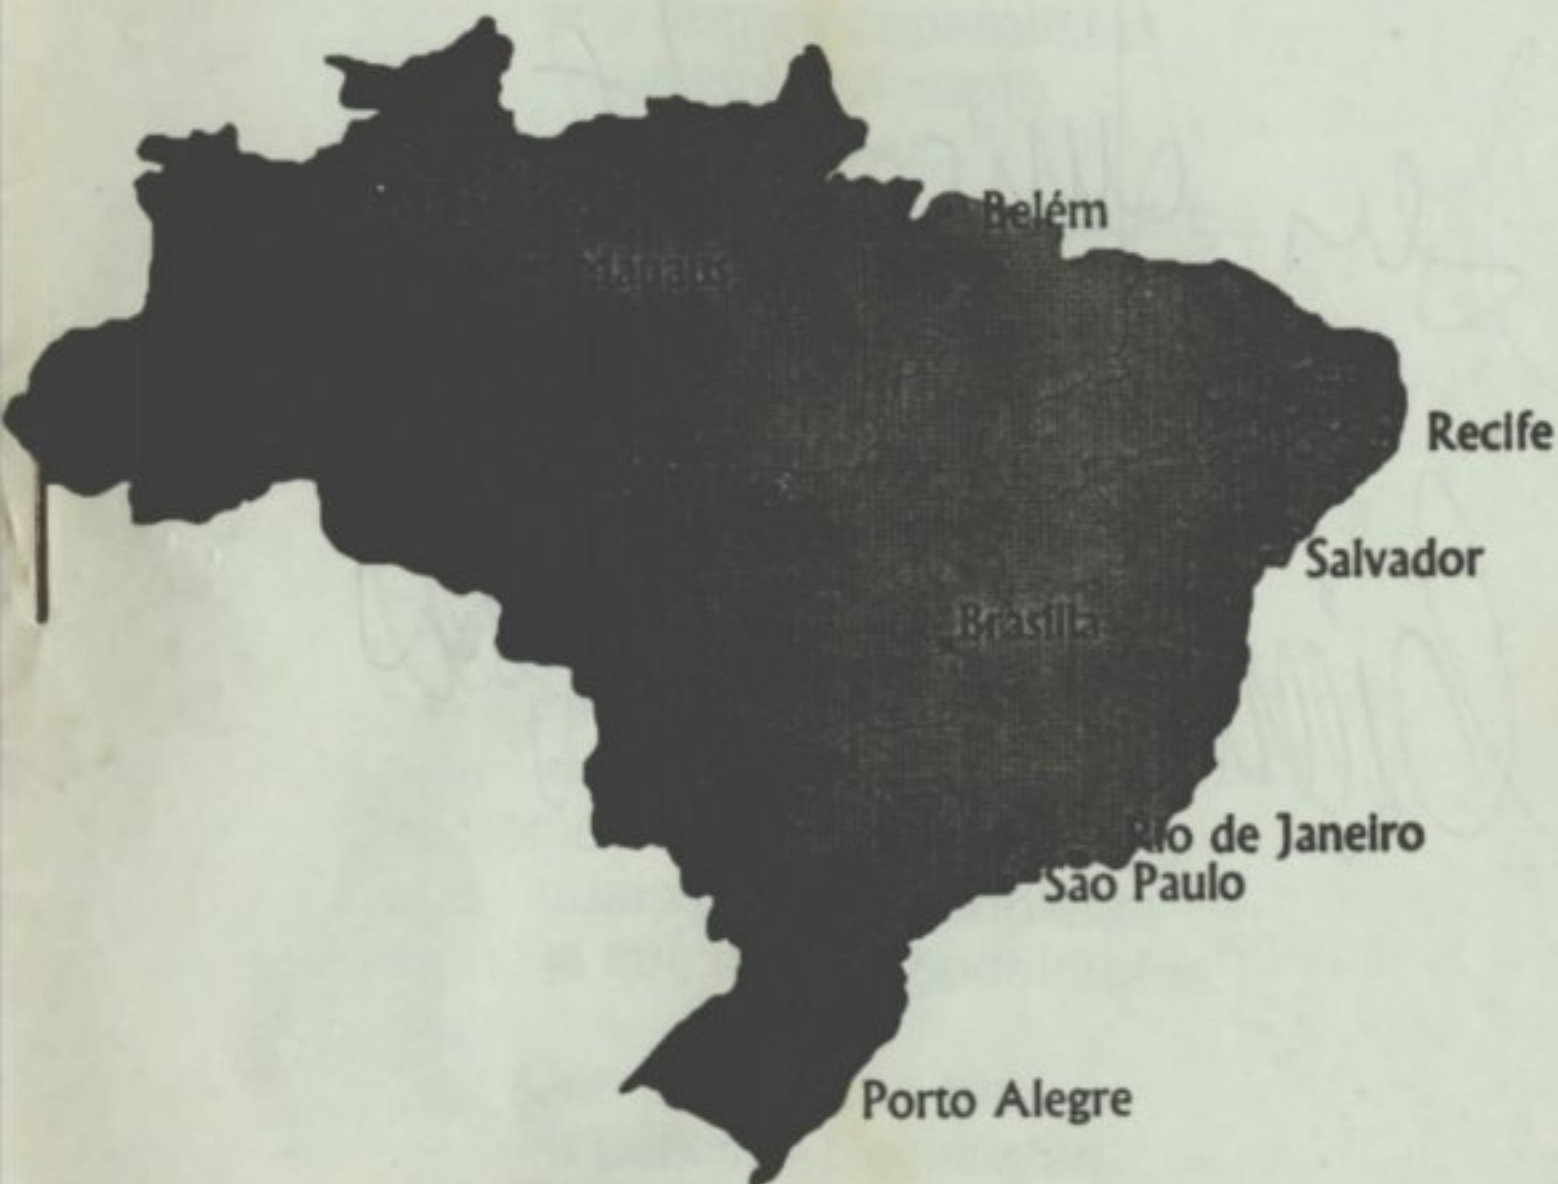 Belém
Manaus
Recife
Salvador
Brasília
Rio de Janeiro
São Paulo
Porto Alegre